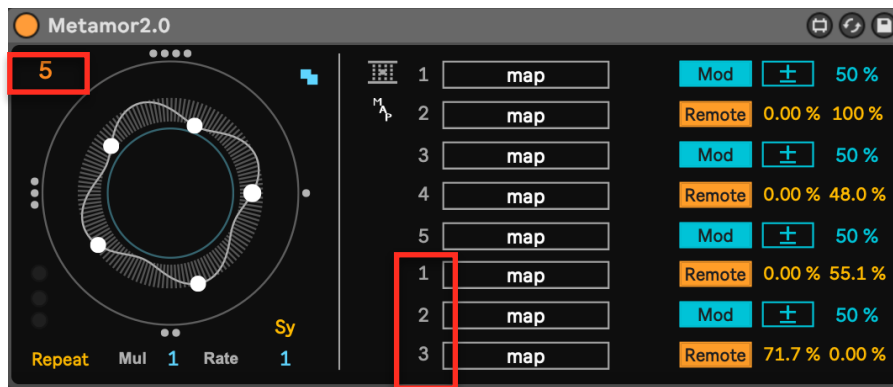 Metamor2.0
5
1 map Mod ± 50 %
MAP 2 map Remote 0.00 % 100 %
3 map Mod ± 50 %
4 map Remote 0.00 % 48.0 %
5 map Mod ± 50 %
1 map Remote 0.00 % 55.1 %
2 map Mod ± 50 %
3 map Remote 71.7 % 0.00 %
Sy
Repeat Mul 1 Rate 1